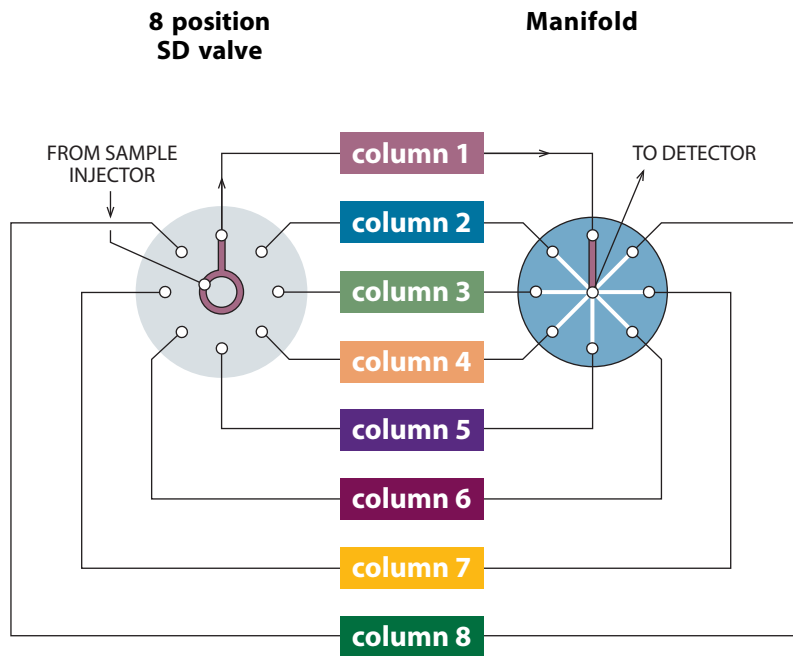 8 position
SD valve
Manifold
FROM SAMPLE
INJECTOR
TO DETECTOR
column 1
column 2
column 3
column 4
column 5
column 6
column 7
column 8